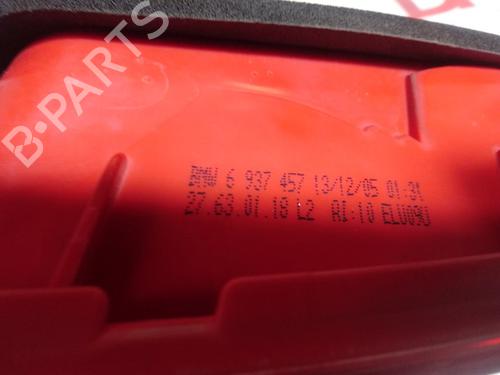 B-PARTS
BMW 6 937 457 13/12/05 01:31
27.63.01.18 L2 RI:10 ELU09U